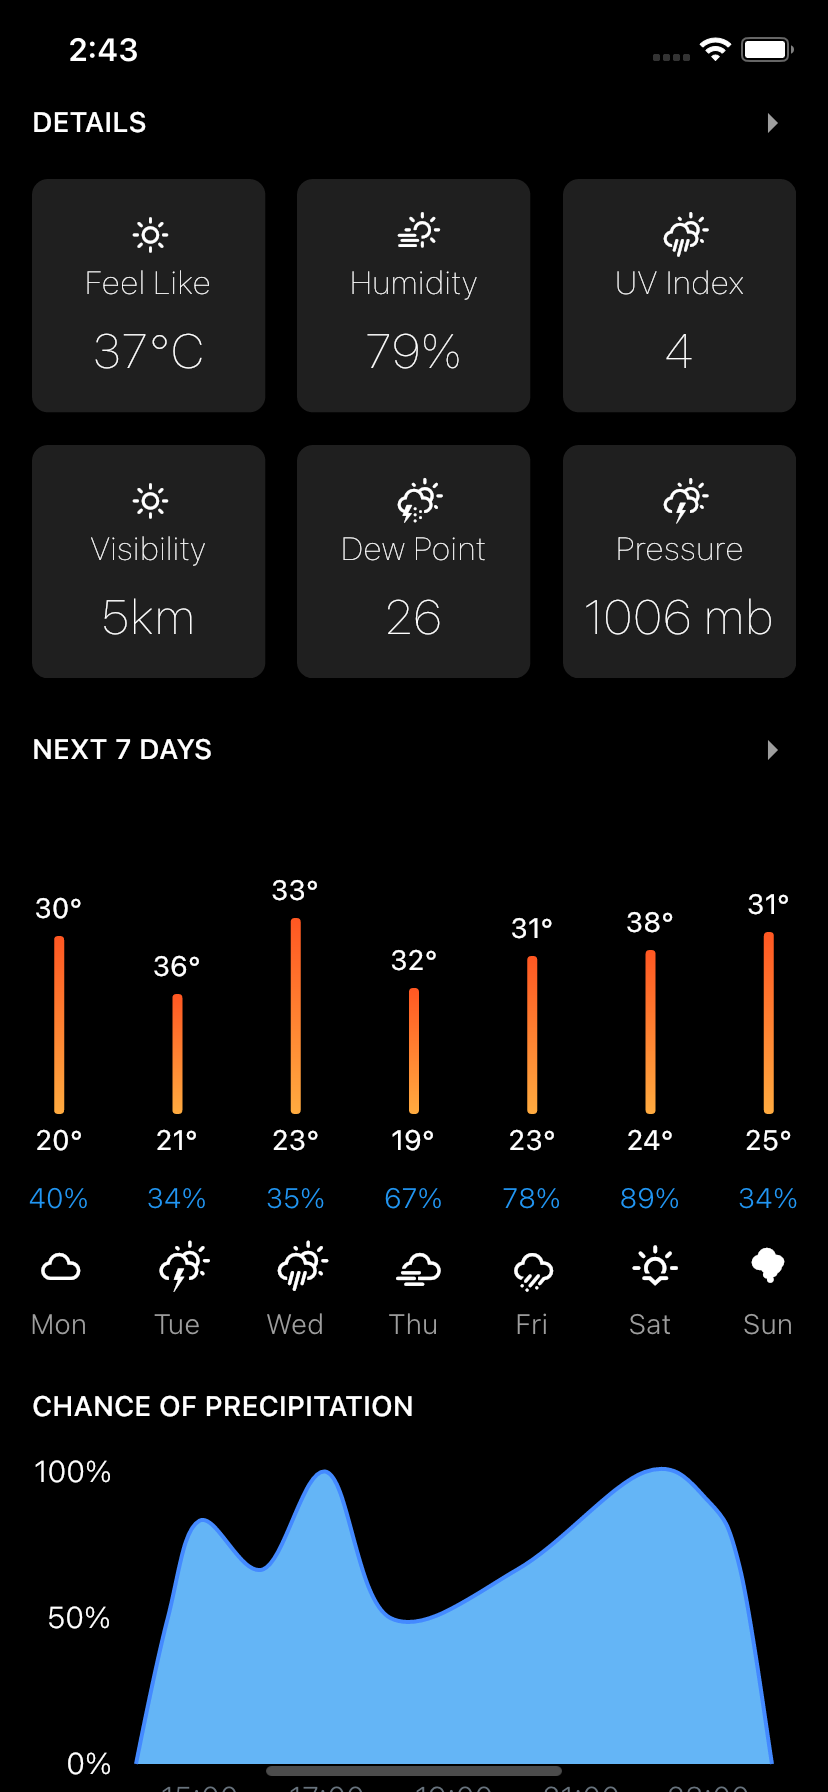 2:43
DETAILS
Feel Like Humidity UV Index
37°C 79% 4
Visibility Dew Point Pressure
5km 26 1006 mb
NEXT 7 DAYS
30° 36° 33° 32° 31° 38° 31°
20° 21° 23° 19° 23° 24° 25°
40% 34% 35% 67% 78% 89% 34%
Mon Tue Wed Thu Fri Sat Sun
CHANCE OF PRECIPITATION
100%
50%
0%